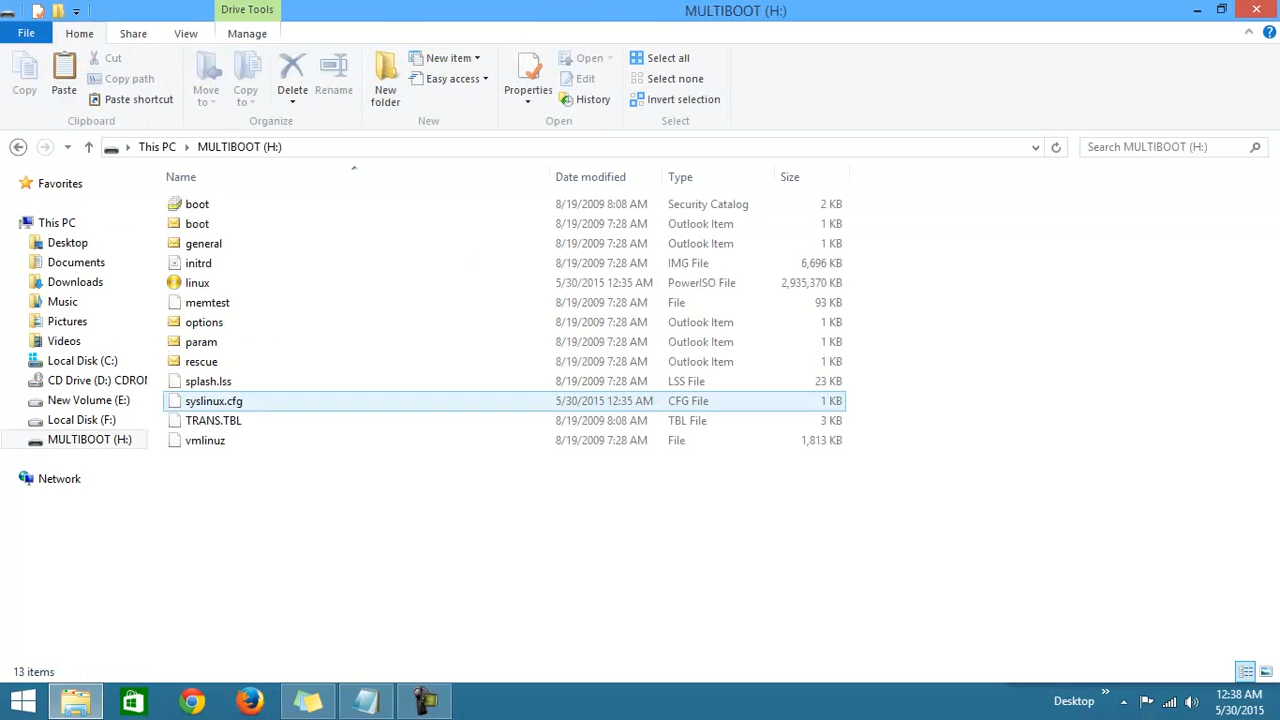 Drive Tools
MULTIBOOT (H:)
File Home Share View Manage
Copy
Paste
Cut
Copy path
Paste shortcut
Clipboard
Move to
Copy to
Delete
Rename
Organize
New folder
New item
Easy access
New
Properties
Open
Edit
History
Open
Select all
Select none
Invert selection
Select
This PC MULTIBOOT (H:)
Search MULTIBOOT (H:)
Favorites
This PC
Desktop
Documents
Downloads
Music
Pictures
Videos
Local Disk (C:)
CD Drive (D:) CDROM
New Volume (E:)
Local Disk (F:)
MULTIBOOT (H:)
Network
Name Date modified Type Size
boot 8/19/2009 8:08 AM Security Catalog 2 KB
boot 8/19/2009 7:28 AM Outlook Item 1 KB
general 8/19/2009 7:28 AM Outlook Item 1 KB
initrd 8/19/2009 7:28 AM IMG File 6,696 KB
linux 5/30/2015 12:35 AM PowerISO File 2,935,370 KB
memtest 8/19/2009 7:28 AM File 93 KB
options 8/19/2009 7:28 AM Outlook Item 1 KB
param 8/19/2009 7:28 AM Outlook Item 1 KB
rescue 8/19/2009 7:28 AM Outlook Item 1 KB
splash.lss 8/19/2009 7:28 AM LSS File 23 KB
syslinux.cfg 5/30/2015 12:35 AM CFG File 1 KB
TRANS.TBL 8/19/2009 8:08 AM TBL File 3 KB
vmlinuz 8/19/2009 7:28 AM File 1,813 KB
13 items
Desktop
12:38 AM
5/30/2015